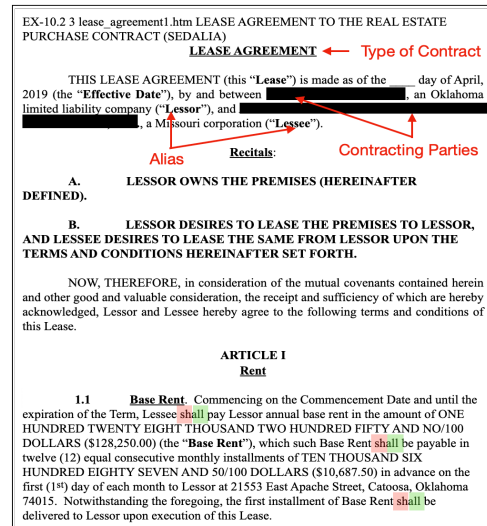 EX-10.2 3 lease_agreement1.htm LEASE AGREEMENT TO THE REAL ESTATE
PURCHASE CONTRACT (SEDALIA)
LEASE AGREEMENT Type of Contract
THIS LEASE AGREEMENT (this “Lease”) is made as of the ____ day of April,
2019 (the “Effective Date”), by and between , an Oklahoma
limited liability company (“Lessor”), and
., a Missouri corporation (“Lessee”).
Alias Recitals: Contracting Parties
A. LESSOR OWNS THE PREMISES (HEREINAFTER
DEFINED).
B. LESSOR DESIRES TO LEASE THE PREMISES TO LESSOR,
AND LESSEE DESIRES TO LEASE THE SAME FROM LESSOR UPON THE
TERMS AND CONDITIONS HEREINAFTER SET FORTH.
NOW, THEREFORE, in consideration of the mutual covenants contained herein
and other good and valuable consideration, the receipt and sufficiency of which are hereby
acknowledged, Lessor and Lessee hereby agree to the following terms and conditions of
this Lease.
ARTICLE I
Rent
1.1 Base Rent. Commencing on the Commencement Date and until the
expiration of the Term, Lessee shall pay Lessor annual base rent in the amount of ONE
HUNDRED TWENTY EIGHT THOUSAND TWO HUNDRED FIFTY AND NO/100
DOLLARS ($128,250.00) (the “Base Rent”), which such Base Rent shall be payable in
twelve (12) equal consecutive monthly installments of TEN THOUSAND SIX
HUNDRED EIGHTY SEVEN AND 50/100 DOLLARS ($10,687.50) in advance on the
first (1st) day of each month to Lessor at 21553 East Apache Street, Catoosa, Oklahoma
74015. Notwithstanding the foregoing, the first installment of Base Rent shall be
delivered to Lessor upon execution of this Lease.